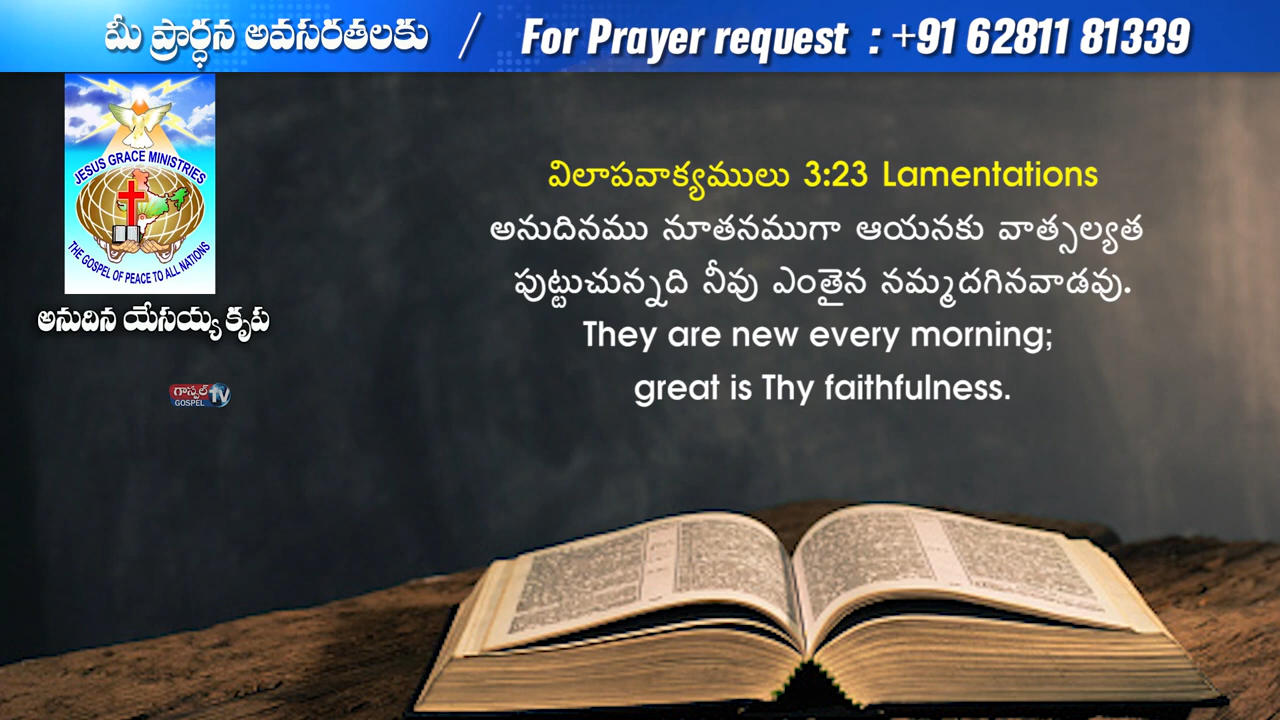 మీ ప్రార్ధన అవసరతలకు / For Prayer request : +91 62811 81339
JESUS GRACE MINISTRIES
THE GOSPEL OF PEACE TO ALL NATIONS
అనుదిన యేసయ్య కృప
గాస్పెల్ tv
GOSPEL
విలాపవాక్యములు 3:23 Lamentations
అనుదినము నూతనముగా ఆయనకు వాత్సల్యత
పుట్టుచున్నది నీవు ఎంతైన నమ్మదగినవాడవు.
They are new every morning;
great is Thy faithfulness.